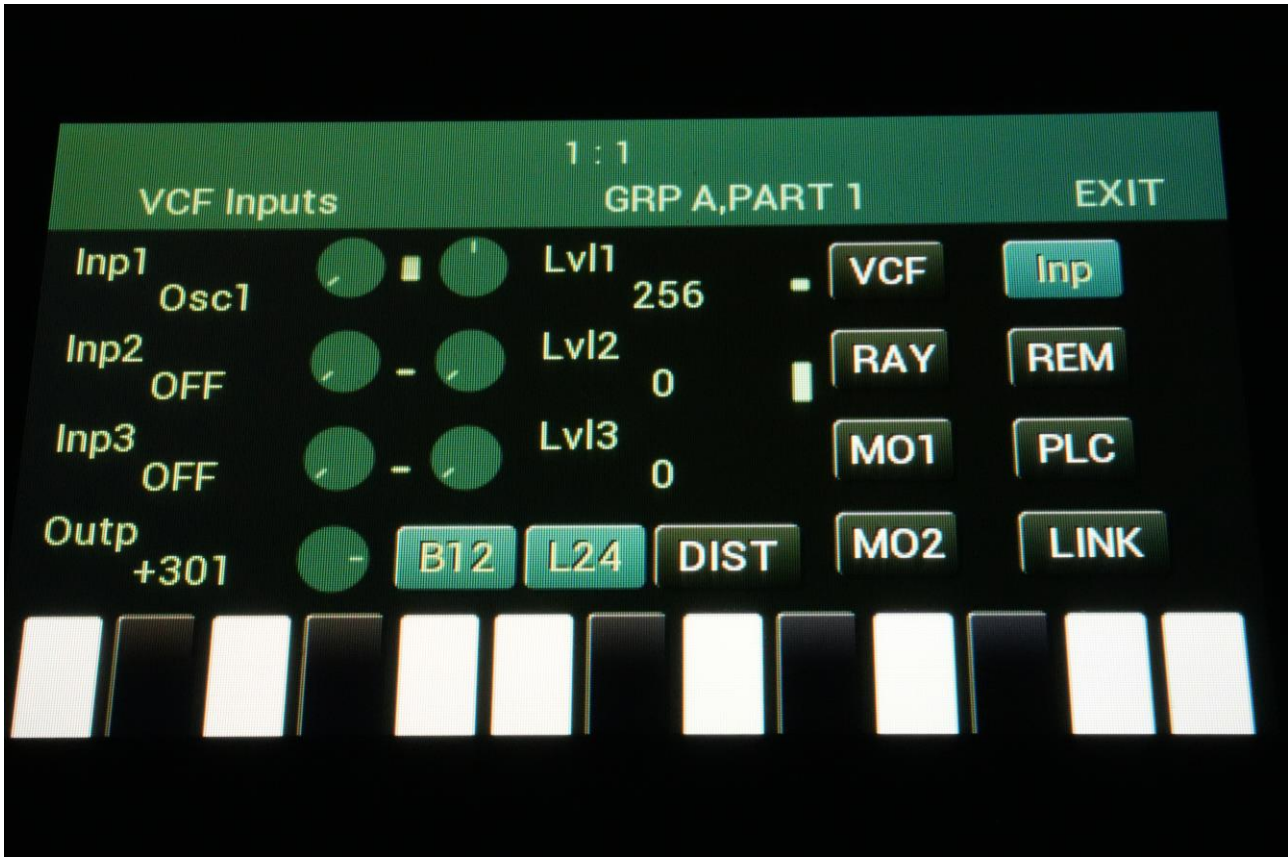 1 : 1
VCF Inputs GRP A,PART 1 EXIT
Inp1 Lvl1 VCF Inp
Osc1 256
Inp2 Lvl2 RAY REM
OFF 0
Inp3 Lvl3 MO1 PLC
OFF 0
Outp B12 L24 DIST MO2 LINK
+301